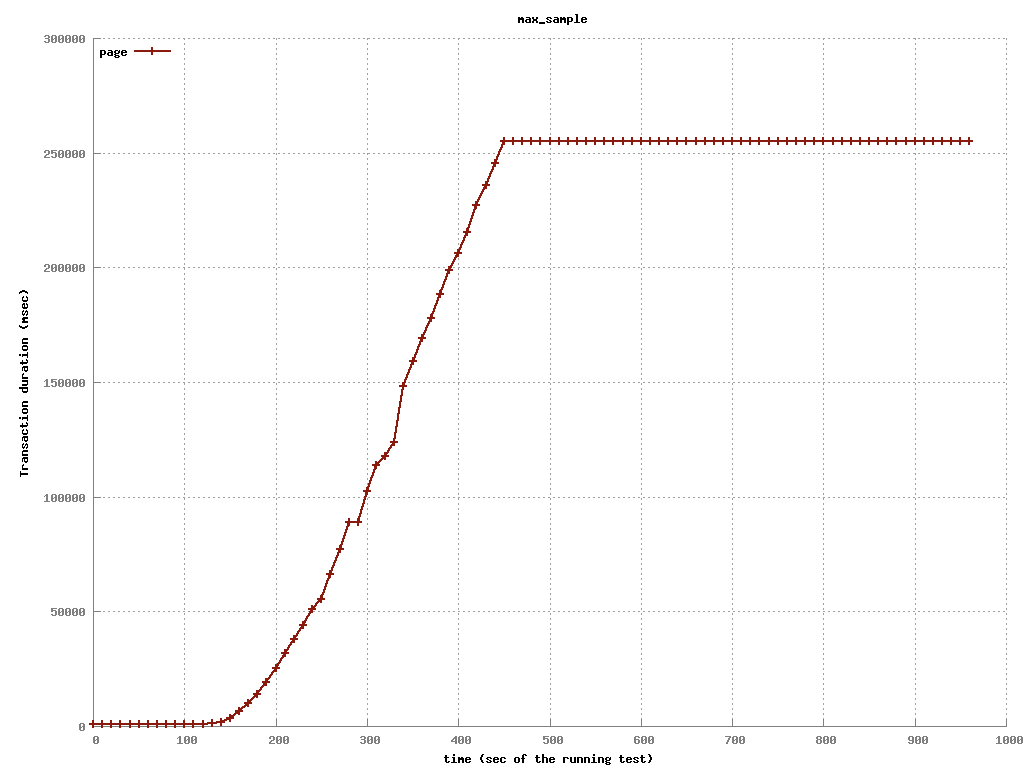 max_sample
page
300000
250000
200000
150000
100000
50000
0
Transaction duration (msec)
0 100 200 300 400 500 600 700 800 900 1000
time (sec of the running test)